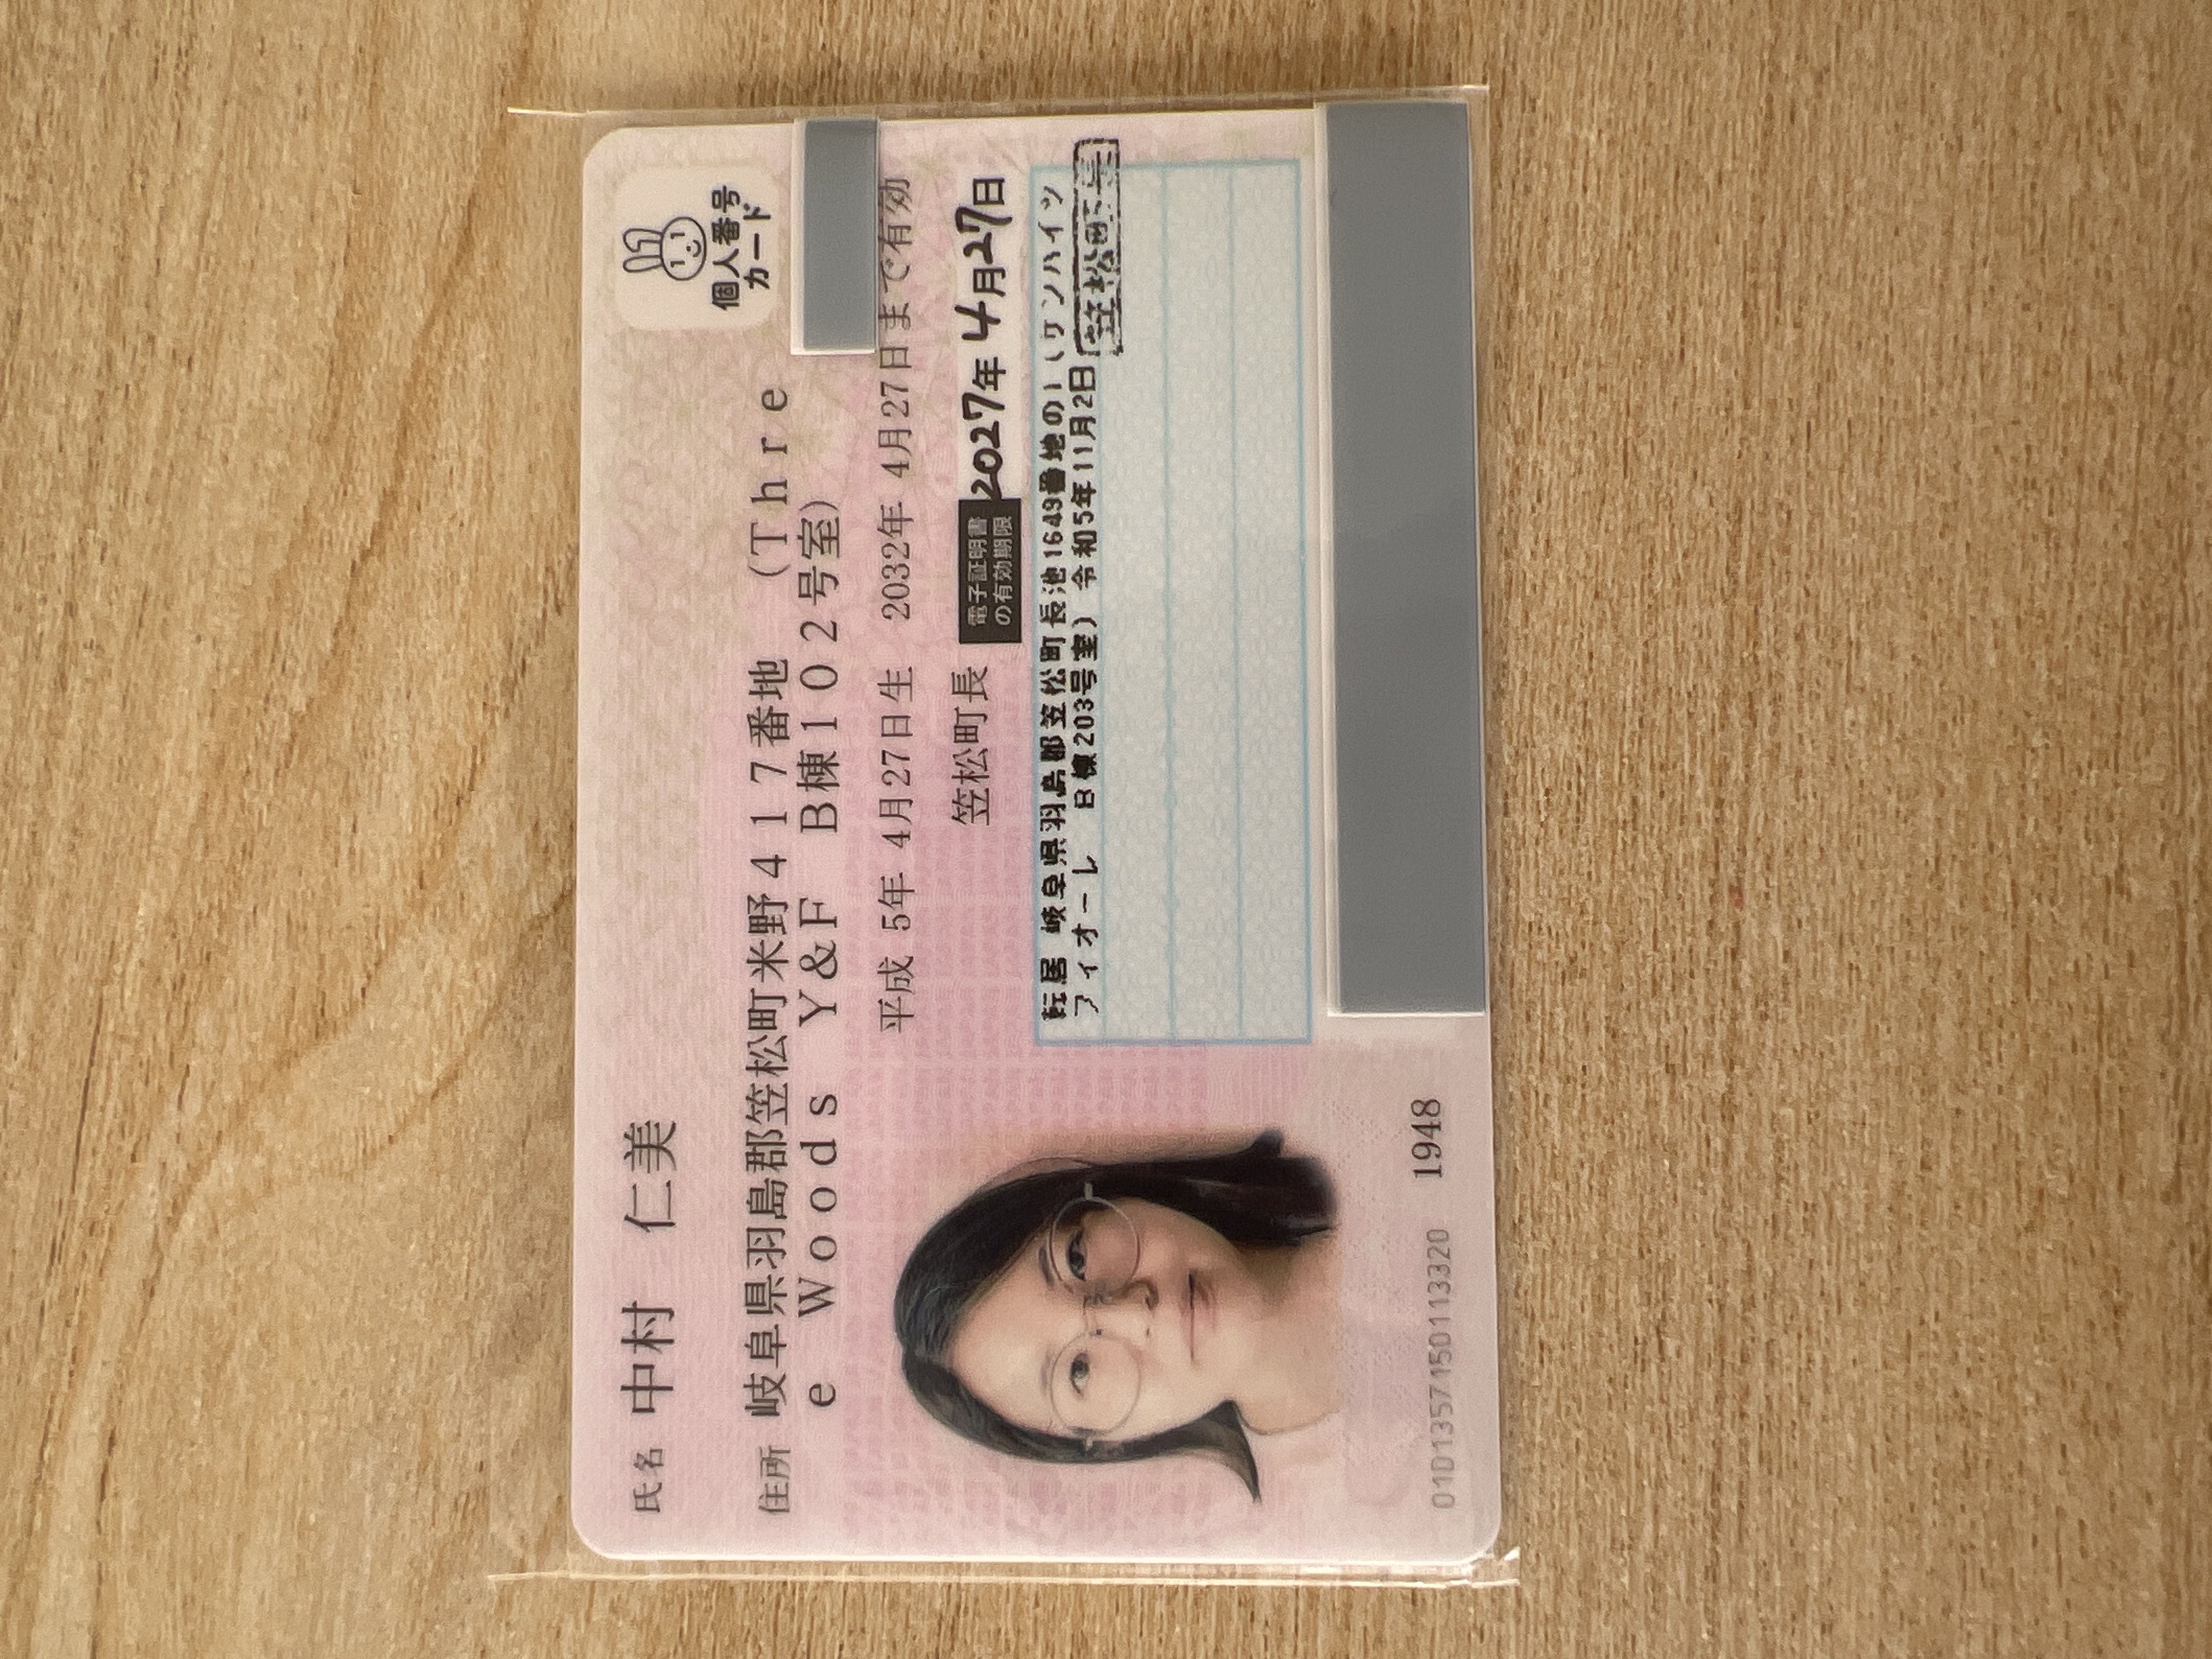 氏名 中村 仁美
個人番号
カード
住所 岐阜県羽島郡笠松町米野417番地 (Thre
e Woods Y&F B棟102号室)
平成 5年 4月27日生 2032年 4月27日まで有効
笠松町長
電子証明書
の有効期限
2027年 4月27日
転居 岐阜県羽島郡笠松町長池1649番地の1(ケンハイツ
フィオーレ B棟203号室) 令和5年11月2日
笠松町長
01D1357150113320 1948